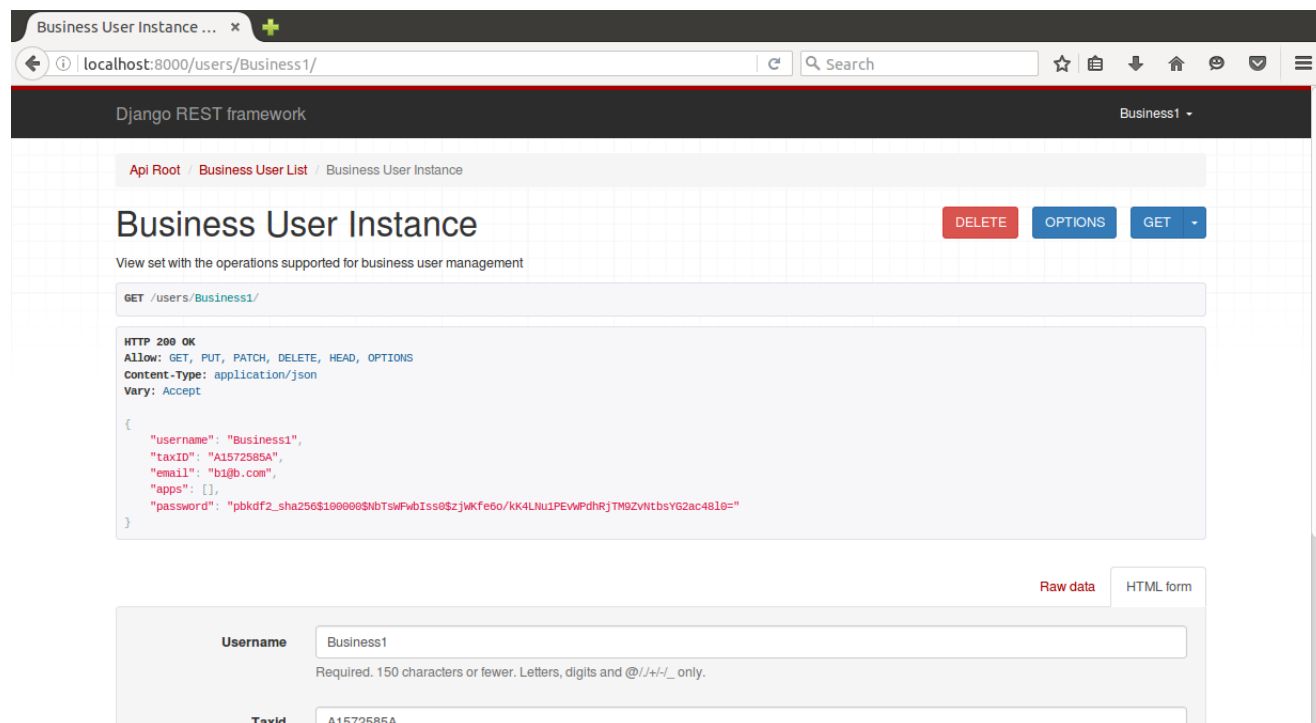 Business User Instance ... ×
localhost:8000/users/Business1/
Search
Django REST framework
Business1
Api Root / Business User List / Business User Instance
Business User Instance
DELETE
OPTIONS
GET
View set with the operations supported for business user management
GET /users/Business1/
HTTP 200 OK
Allow: GET, PUT, PATCH, DELETE, HEAD, OPTIONS
Content-Type: application/json
Vary: Accept
{
"username": "Business1",
"taxID": "A1572585A",
"email": "b1@b.com",
"apps": [],
"password": "pbkdf2_sha256$100000$NbTsWFwbIss0$zjWKfe6o/kK4LNu1PEvWPdhRjTM9ZvNtbsYG2ac48l0="
}
Raw data
HTML form
Username
Business1
Required. 150 characters or fewer. Letters, digits and @/./+/-/_ only.
Taxid
A1572585A